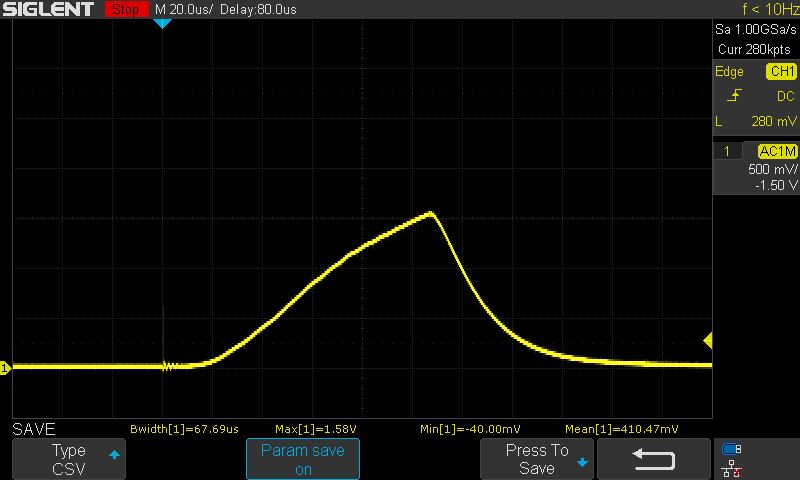 SIGLENT Stop M 20.0us/ Delay:80.0us f < 10Hz
Sa 1.00GSa/s
Curr 280kpts
Edge CH1
DC
L 280 mV
1 AC1M
500 mV/
-1.50 V
1
SAVE Bwidth[1]=67.69us Max[1]=1.58V Min[1]=-40.00mV Mean[1]=410.47mV
Type
CSV
Param save
on
Press To
Save